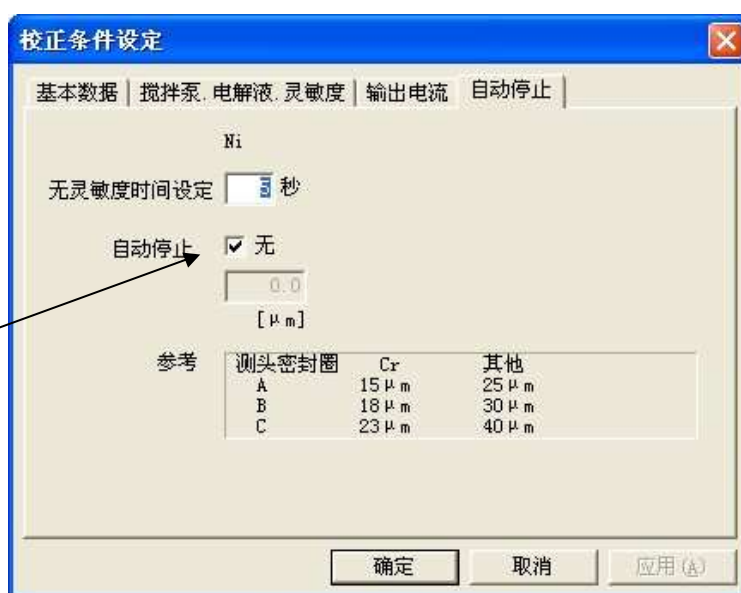 校正条件设定
基本数据 搅拌泵.电解液.灵敏度 输出电流 自动停止
Ni
无灵敏度时间设定 5 秒
自动停止 无
0.0
[μm]
参考 测头密封圈 Cr 其他
A 15μm 25μm
B 18μm 30μm
C 23μm 40μm
确定 取消 应用(A)